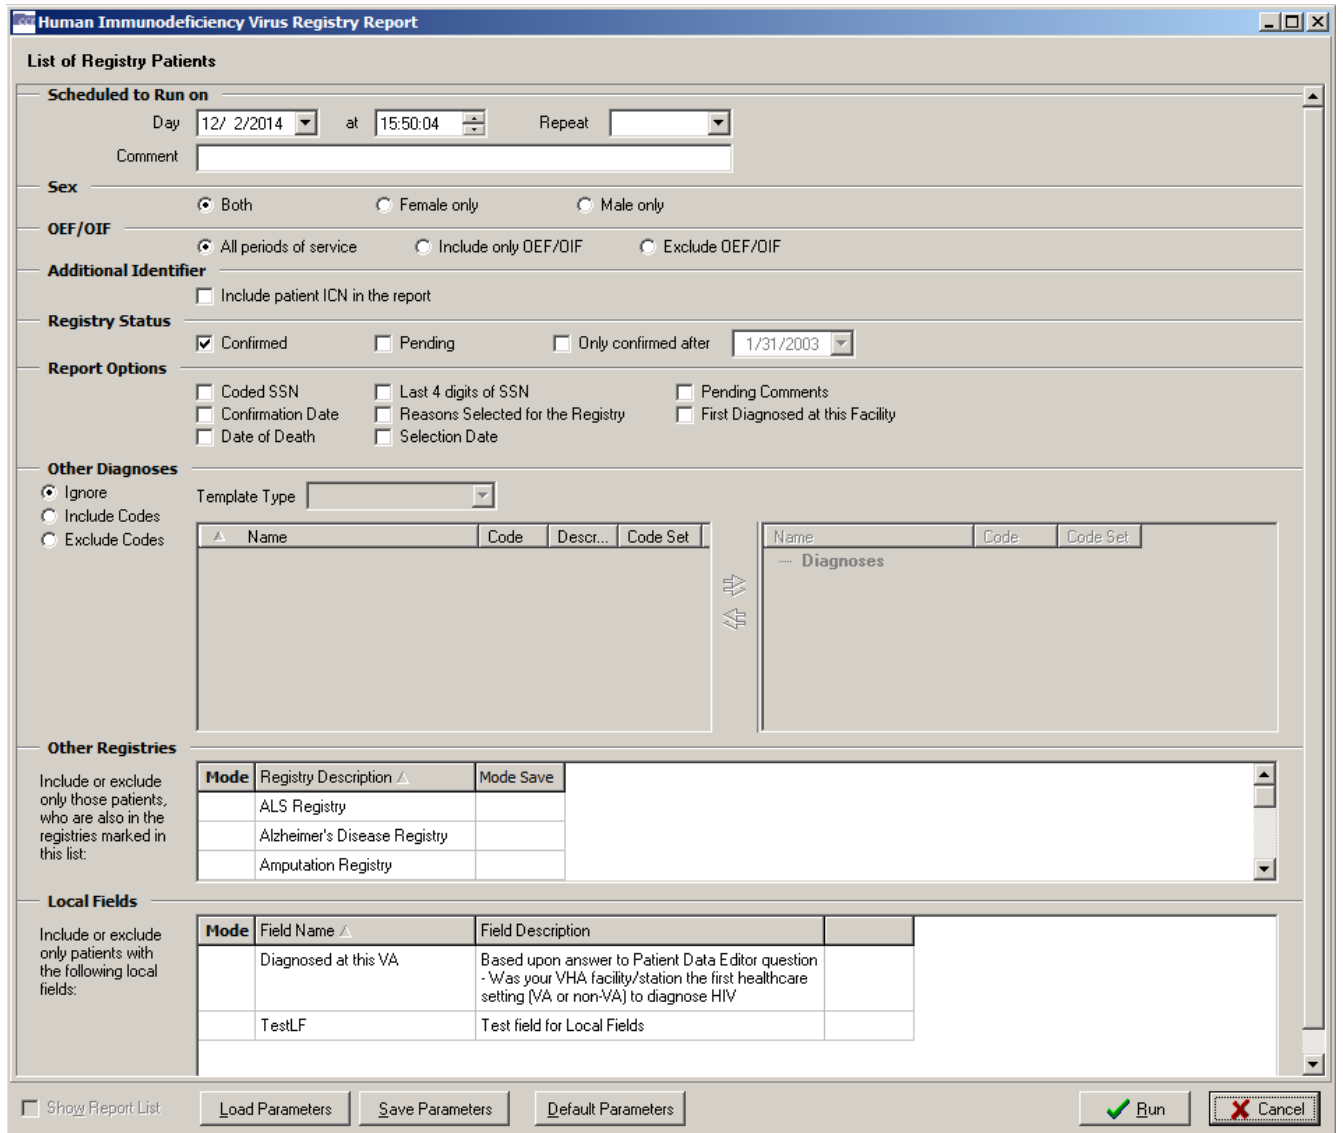 Human Immunodeficiency Virus Registry Report
List of Registry Patients
Scheduled to Run on
Day 12/ 2/2014 at 15:50:04 Repeat
Comment
Sex
Both Female only Male only
OEF/OIF
All periods of service Include only OEF/OIF Exclude OEF/OIF
Additional Identifier
Include patient ICN in the report
Registry Status
Confirmed Pending Only confirmed after 1/31/2003
Report Options
Coded SSN Last 4 digits of SSN Pending Comments
Confirmation Date Reasons Selected for the Registry First Diagnosed at this Facility
Date of Death Selection Date
Other Diagnoses
Ignore
Include Codes
Exclude Codes
Template Type
Name Code Descr... Code Set
Name Code Code Set
Diagnoses
Other Registries
Include or exclude
only those patients,
who are also in the
registries marked in
this list:
Mode Registry Description Mode Save
ALS Registry
Alzheimer's Disease Registry
Amputation Registry
Local Fields
Include or exclude
only patients with
the following local
fields:
Mode Field Name Field Description
Diagnosed at this VA Based upon answer to Patient Data Editor question
- Was your VHA facility/station the first healthcare
setting (VA or non-VA) to diagnose HIV
TestLF Test field for Local Fields
Show Report List Load Parameters Save Parameters Default Parameters Run Cancel